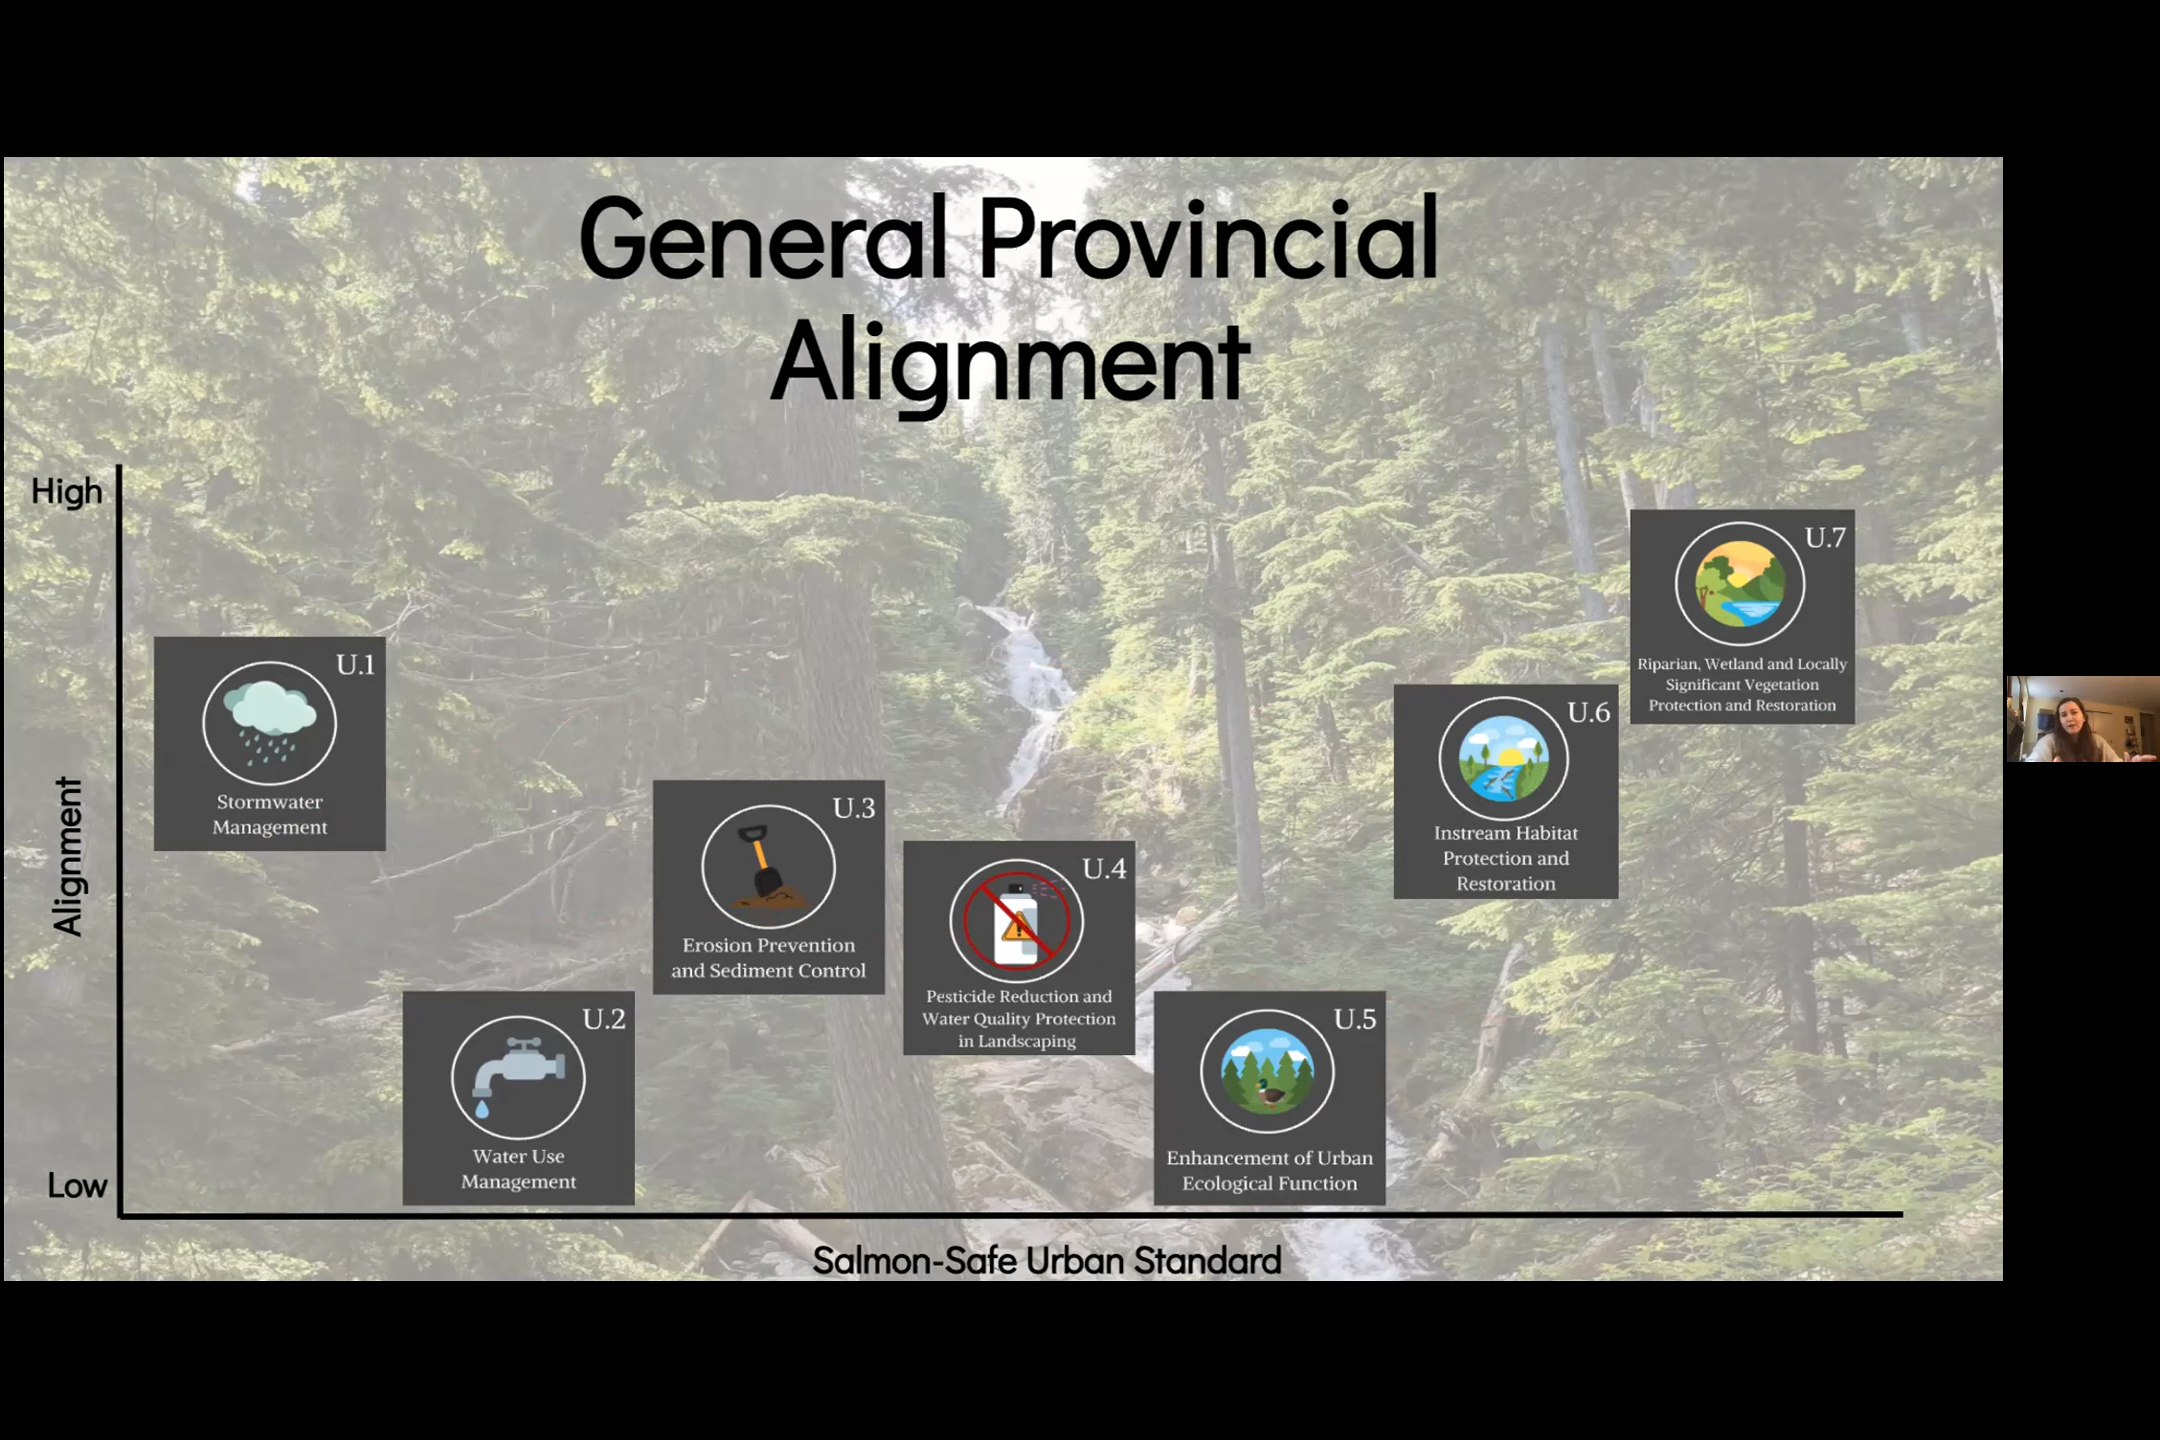 General Provincial
Alignment
High
Alignment
Low
U.1
Stormwater
Management
U.2
Water Use
Management
U.3
Erosion Prevention
and Sediment Control
U.4
Pesticide Reduction and
Water Quality Protection
in Landscaping
U.5
Enhancement of Urban
Ecological Function
U.6
Instream Habitat
Protection and
Restoration
U.7
Riparian, Wetland and Locally
Significant Vegetation
Protection and Restoration
Salmon-Safe Urban Standard